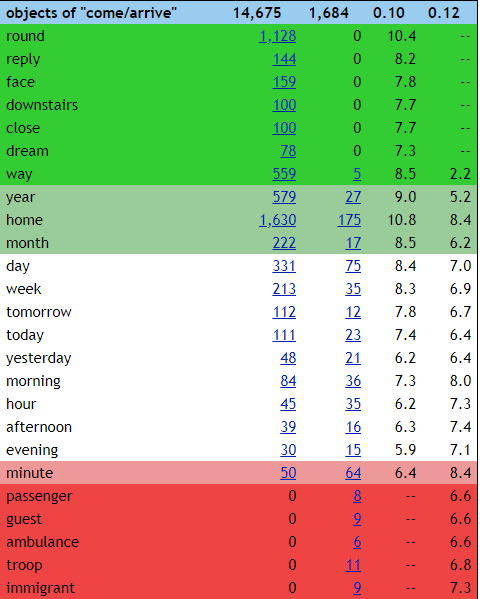 objects of "come/arrive" 14,675 1,684 0.10 0.12
round 1,128 0 10.4 --
reply 144 0 8.2 --
face 159 0 7.8 --
downstairs 100 0 7.7 --
close 100 0 7.7 --
dream 78 0 7.3 --
way 559 5 8.5 2.2
year 579 27 9.0 5.2
home 1,630 175 10.8 8.4
month 222 17 8.5 6.2
day 331 75 8.4 7.0
week 213 35 8.3 6.9
tomorrow 112 12 7.8 6.7
today 111 23 7.4 6.4
yesterday 48 21 6.2 6.4
morning 84 36 7.3 8.0
hour 45 35 6.2 7.3
afternoon 39 16 6.3 7.4
evening 30 15 5.9 7.1
minute 50 64 6.4 8.4
passenger 0 8 -- 6.6
guest 0 9 -- 6.6
ambulance 0 6 -- 6.6
troop 0 11 -- 6.8
immigrant 0 9 -- 7.3